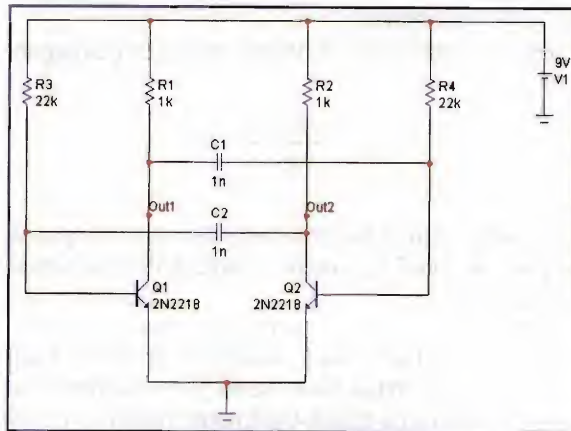 R3
22k
R1
1k
R2
1k
R4
22k
9V
V1
C1
1n
Out1
C2
1n
Out2
Q1
2N2218
Q2
2N2218